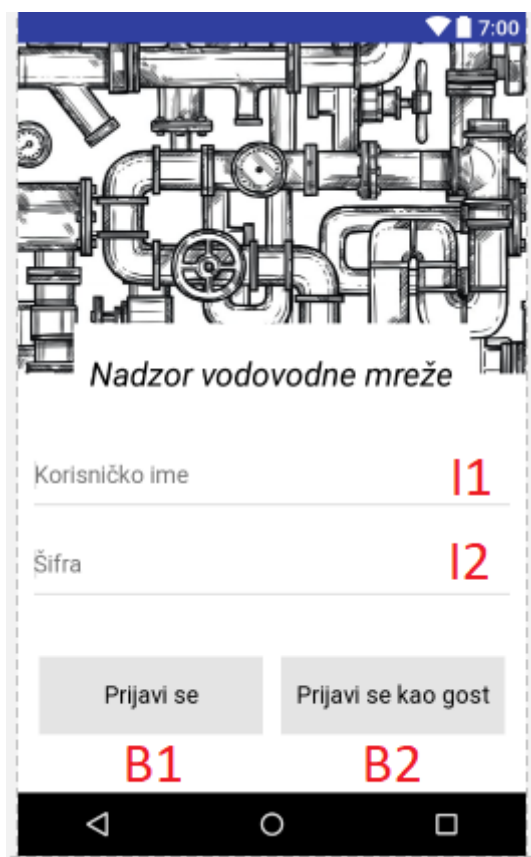 7:00
Nadzor vodovodne mreže
Korisničko ime I1
Šifra I2
Prijavi se Prijavi se kao gost
B1 B2